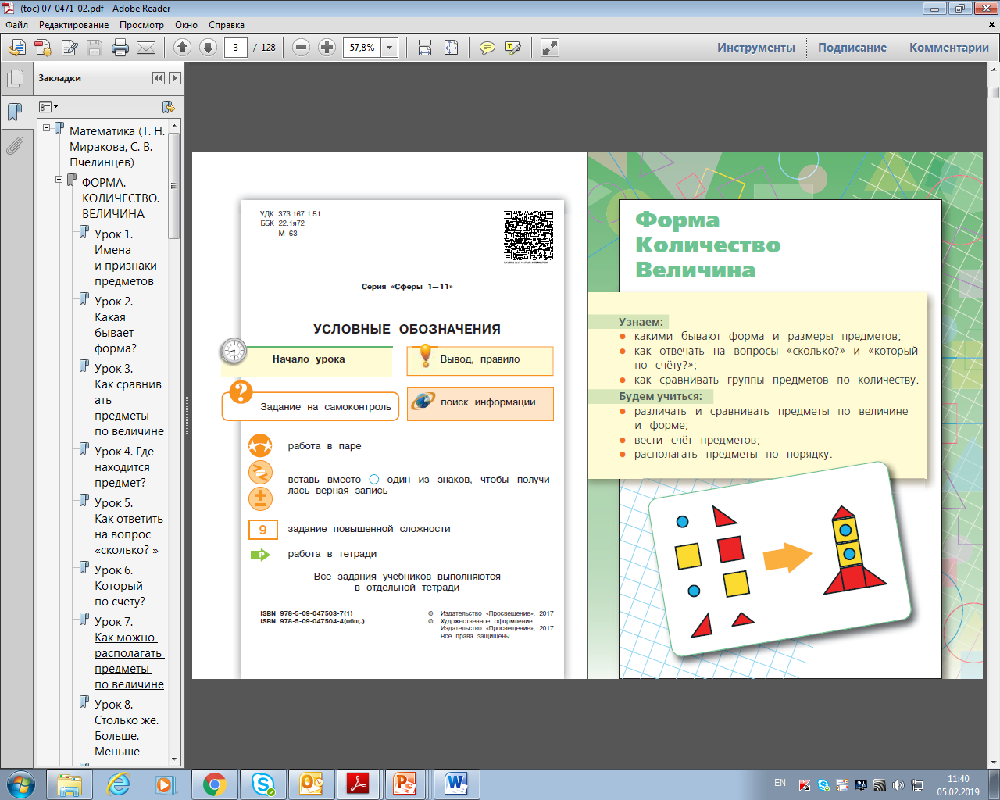 (toc) 07-0471-02.pdf - Adobe Reader
Файл Редактирование Просмотр Окно Справка
3 / 128 57,8% Инструменты Подписание Комментарии
Закладки
Математика (Т. Н.
Миракова, С. В.
Пчелинцев)
ФОРМА.
КОЛИЧЕСТВО.
ВЕЛИЧИНА
Урок 1.
Имена
и признаки
предметов
Урок 2.
Какая
бывает
форма?
Урок 3.
Как сравнив
ать
предметы
по величине
Урок 4. Где
находится
предмет?
Урок 5.
Как ответить
на вопрос
«сколько? »
Урок 6.
Который
по счёту?
Урок 7.
Как можно
располагать
предметы
по величине
Урок 8.
Столько же.
Больше.
Меньше
УДК 373.167.1:51
ББК 22.1я72
М 63
Серия «Сферы 1—11»
УСЛОВНЫЕ ОБОЗНАЧЕНИЯ
Начало урока
Вывод, правило
? Задание на самоконтроль
поиск информации
работа в паре
вставь вместо один из знаков, чтобы получи-
лась верная запись
9 задание повышенной сложности
Р работа в тетради
Все задания учебников выполняются
в отдельной тетради
ISBN 978-5-09-047503-7(1)
ISBN 978-5-09-047504-4(общ.)
© Издательство «Просвещение», 2017
© Художественное оформление.
Издательство «Просвещение», 2017
Все права защищены
Форма
Количество
Величина
Узнаем:
какими бывают форма и размеры предметов;
как отвечать на вопросы «сколько?» и «который
по счёту?»;
как сравнивать группы предметов по количеству.
Будем учиться:
различать и сравнивать предметы по величине
и форме;
вести счёт предметов;
располагать предметы по порядку.
EN
11:40
05.02.2019